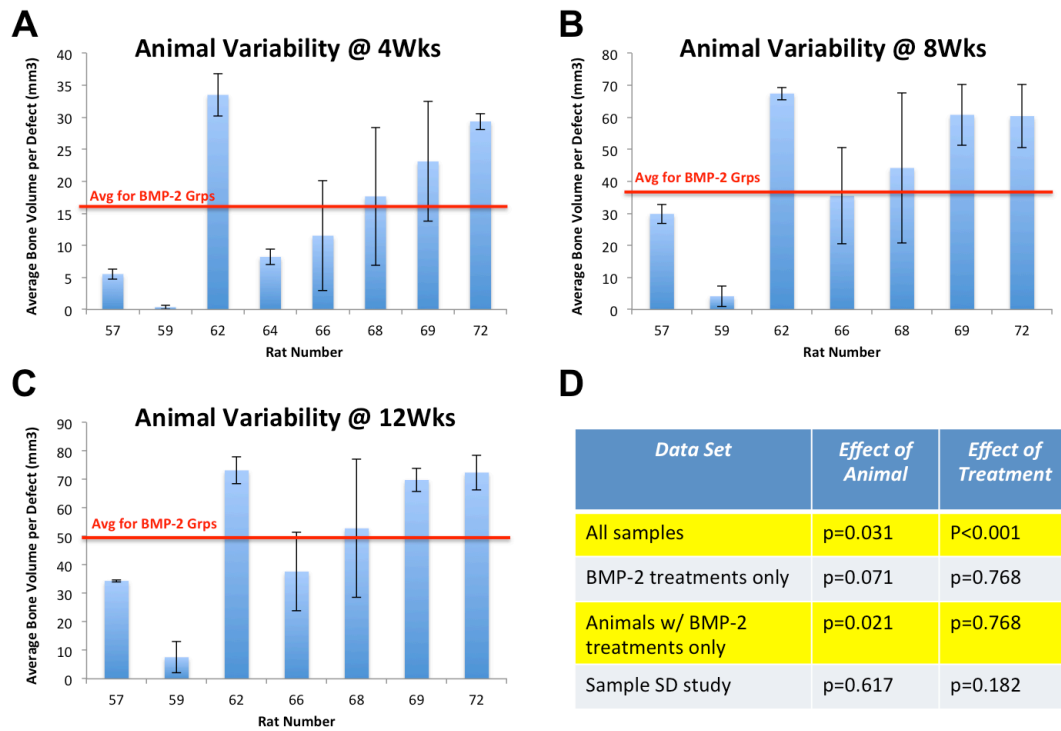 A
Animal Variability @ 4Wks
Average Bone Volume per Defect (mm3)
40
35
30
25
20
15
10
5
0
Avg for BMP-2 Grps
57 59 62 64 66 68 69 72
Rat Number
B
Animal Variability @ 8Wks
Average Bone Volume per Defect (mm3)
80
70
60
50
40
30
20
10
0
Avg for BMP-2 Grps
57 59 62 66 68 69 72
Rat Number
C
Animal Variability @ 12Wks
Average Bone Volume per Defect (mm3)
90
80
70
60
50
40
30
20
10
0
Avg for BMP-2 Grps
57 59 62 66 68 69 72
Rat Number
D
Data Set Effect of Effect of
Animal Treatment
All samples p=0.031 P<0.001
BMP-2 treatments only p=0.071 p=0.768
Animals w/ BMP-2 p=0.021 p=0.768
treatments only
Sample SD study p=0.617 p=0.182